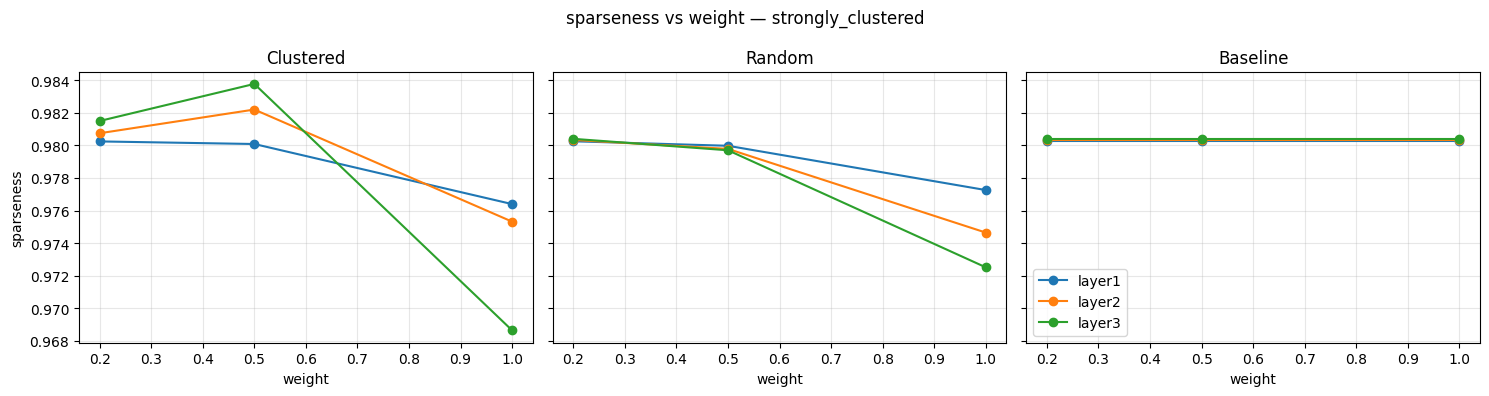 sparseness vs weight — strongly_clustered
Clustered
Random
Baseline
sparseness
0.984
0.982
0.980
0.978
0.976
0.974
0.972
0.970
0.968
0.2 0.3 0.4 0.5 0.6 0.7 0.8 0.9 1.0
weight
0.2 0.3 0.4 0.5 0.6 0.7 0.8 0.9 1.0
weight
layer1
layer2
layer3
0.2 0.3 0.4 0.5 0.6 0.7 0.8 0.9 1.0
weight